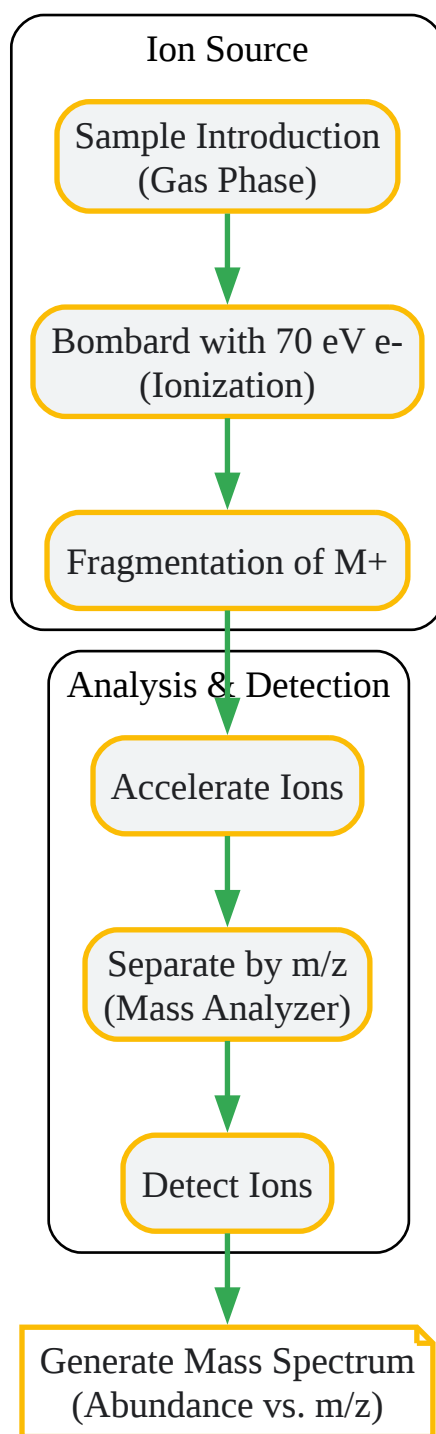 Ion Source
Sample Introduction
(Gas Phase)
Bombard with 70 eV e-
(Ionization)
Fragmentation of M+
Analysis & Detection
Accelerate Ions
Separate by m/z
(Mass Analyzer)
Detect Ions
Generate Mass Spectrum
(Abundance vs. m/z)